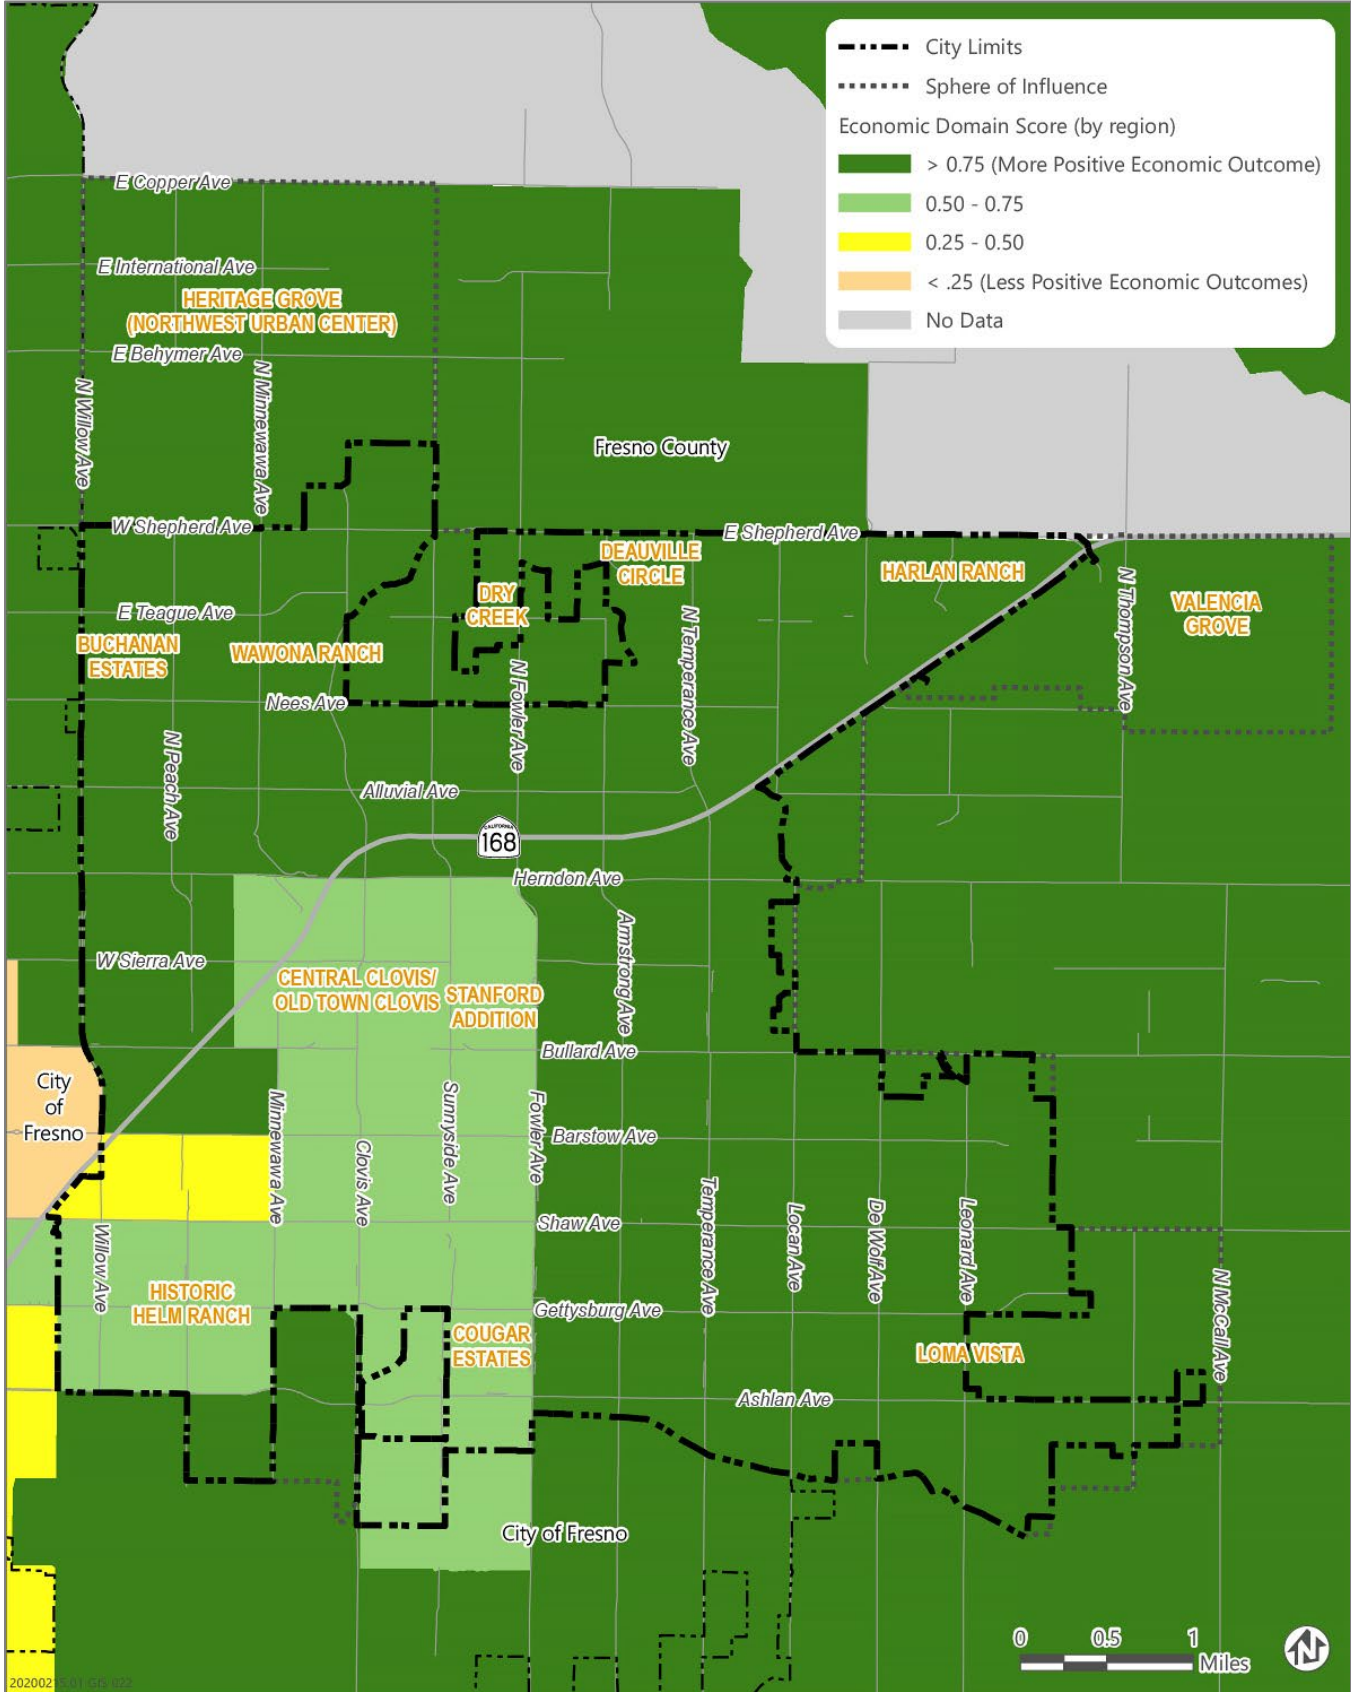 City Limits
Sphere of Influence
Economic Domain Score (by region)
> 0.75 (More Positive Economic Outcome)
0.50 - 0.75
0.25 - 0.50
< .25 (Less Positive Economic Outcomes)
No Data
E Copper Ave
E International Ave
HERITAGE GROVE
(NORTHWEST URBAN CENTER)
E Behymer Ave
N Willow Ave
N Minnewawa Ave
Fresno County
W Shepherd Ave
E Shepherd Ave
DEAUVILLE
CIRCLE
HARLAN RANCH
DRY
CREEK
E Teague Ave
N Temperance Ave
N Thompson Ave
VALENCIA
GROVE
BUCHANAN
ESTATES
WAWONA RANCH
N Fowler Ave
Nees Ave
N Peach Ave
Alluvial Ave
CALIFORNIA
168
Herndon Ave
Armstrong Ave
W Sierra Ave
CENTRAL CLOVIS/
OLD TOWN CLOVIS
STANFORD
ADDITION
Bullard Ave
City
of
Fresno
Minnewawa Ave
Clovis Ave
Sunnyside Ave
Fowler Ave
Barstow Ave
Temperance Ave
Locan Ave
De Wolf Ave
Leonard Ave
Shaw Ave
Willow Ave
N McCall Ave
HISTORIC
HELM RANCH
Gettysburg Ave
COUGAR
ESTATES
LOMA VISTA
Ashlan Ave
City of Fresno
0 0.5 1
Miles
N
20200215.01 GIS 022